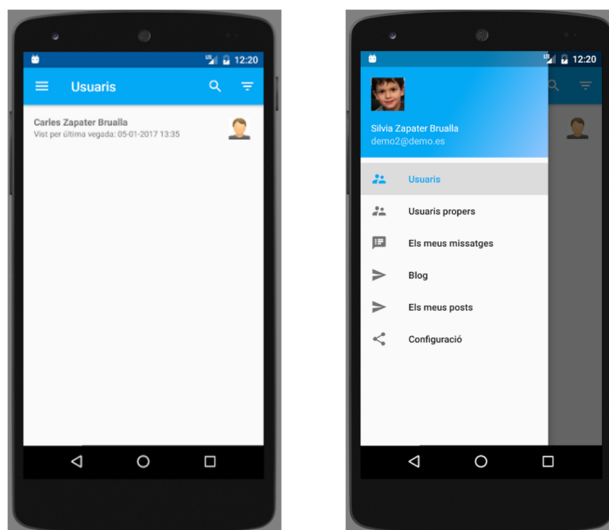 12:20
Usuaris
Carles Zapater Brualla
Vist per última vegada: 05-01-2017 13:35
12:20
Silvia Zapater Brualla
demo2@demo.es
Usuaris
Usuaris propers
Els meus missatges
Blog
Els meus posts
Configuració